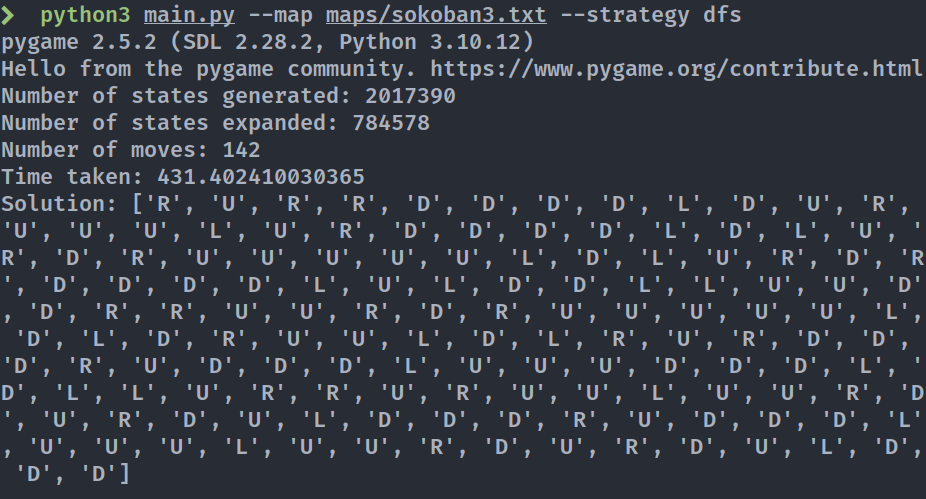 ❯ python3 main.py --map maps/sokoban3.txt --strategy dfs
pygame 2.5.2 (SDL 2.28.2, Python 3.10.12)
Hello from the pygame community. https://www.pygame.org/contribute.html
Number of states generated: 2017390
Number of states expanded: 784578
Number of moves: 142
Time taken: 431.402410030365
Solution: ['R', 'U', 'R', 'R', 'D', 'D', 'D', 'D', 'L', 'D', 'U', 'R',
'U', 'U', 'U', 'L', 'U', 'R', 'D', 'D', 'D', 'D', 'L', 'D', 'L', 'U', '
R', 'D', 'R', 'U', 'U', 'U', 'U', 'U', 'L', 'D', 'L', 'U', 'R', 'D', 'R
', 'D', 'D', 'D', 'D', 'L', 'U', 'L', 'D', 'D', 'L', 'L', 'U', 'U', 'D'
, 'D', 'R', 'R', 'U', 'U', 'R', 'D', 'R', 'U', 'U', 'U', 'U', 'U', 'L',
 'D', 'L', 'D', 'R', 'U', 'U', 'L', 'D', 'L', 'R', 'U', 'R', 'D', 'D',
'D', 'R', 'U', 'D', 'D', 'D', 'L', 'U', 'U', 'U', 'D', 'D', 'D', 'L', '
D', 'L', 'L', 'U', 'R', 'R', 'U', 'R', 'U', 'U', 'L', 'U', 'U', 'R', 'D
', 'U', 'R', 'D', 'U', 'L', 'D', 'D', 'D', 'R', 'U', 'D', 'D', 'D', 'L'
, 'U', 'U', 'U', 'L', 'U', 'U', 'R', 'D', 'U', 'R', 'D', 'U', 'L', 'D',
 'D', 'D']